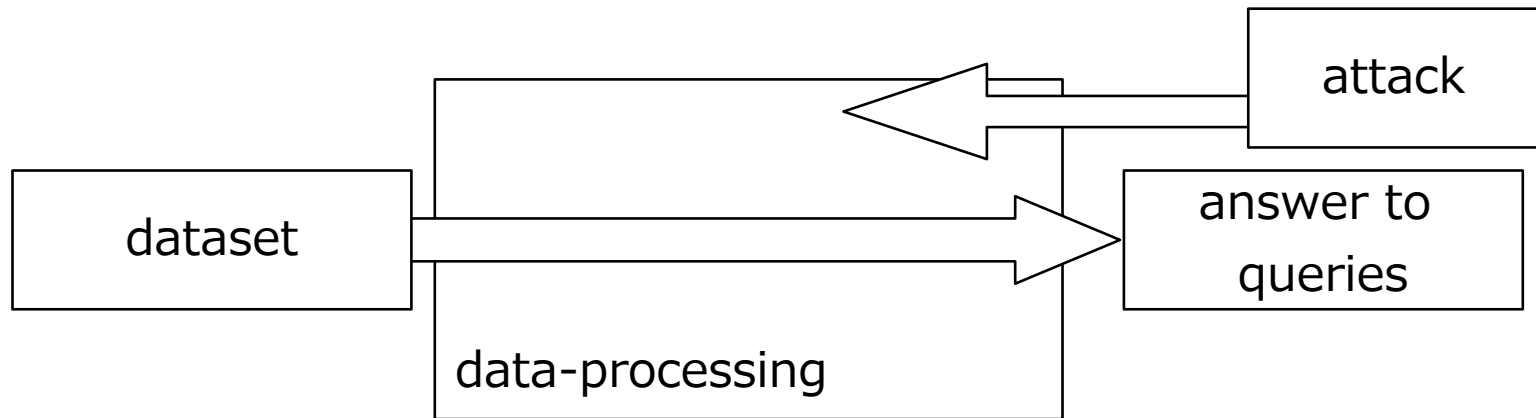 attack
dataset
answer to
queries
data-processing